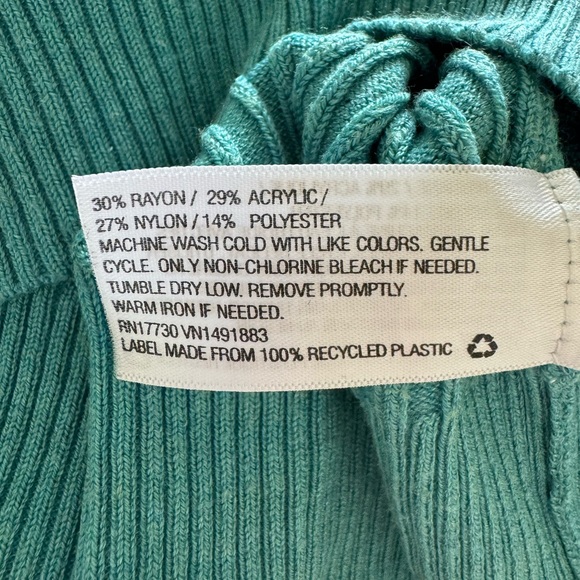 30% RAYON / 29% ACRYLIC /
27% NYLON / 14% POLYESTER
MACHINE WASH COLD WITH LIKE COLORS. GENTLE
CYCLE. ONLY NON-CHLORINE BLEACH IF NEEDED.
TUMBLE DRY LOW. REMOVE PROMPTLY.
WARM IRON IF NEEDED.
RN17730 VN1491883
LABEL MADE FROM 100% RECYCLED PLASTIC